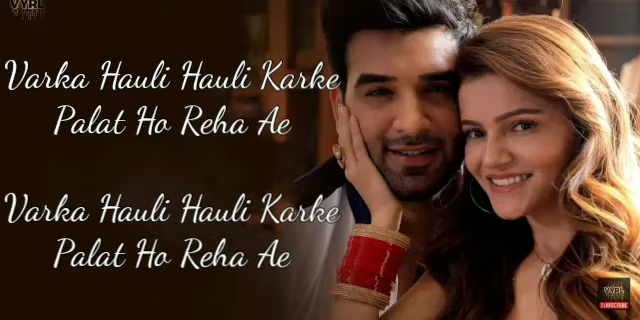 VYRL
Varka Hauli Hauli Karke
Palat Ho Reha Ae
Varka Hauli Hauli Karke
Palat Ho Reha Ae
VYRL
SUBSCRIBE